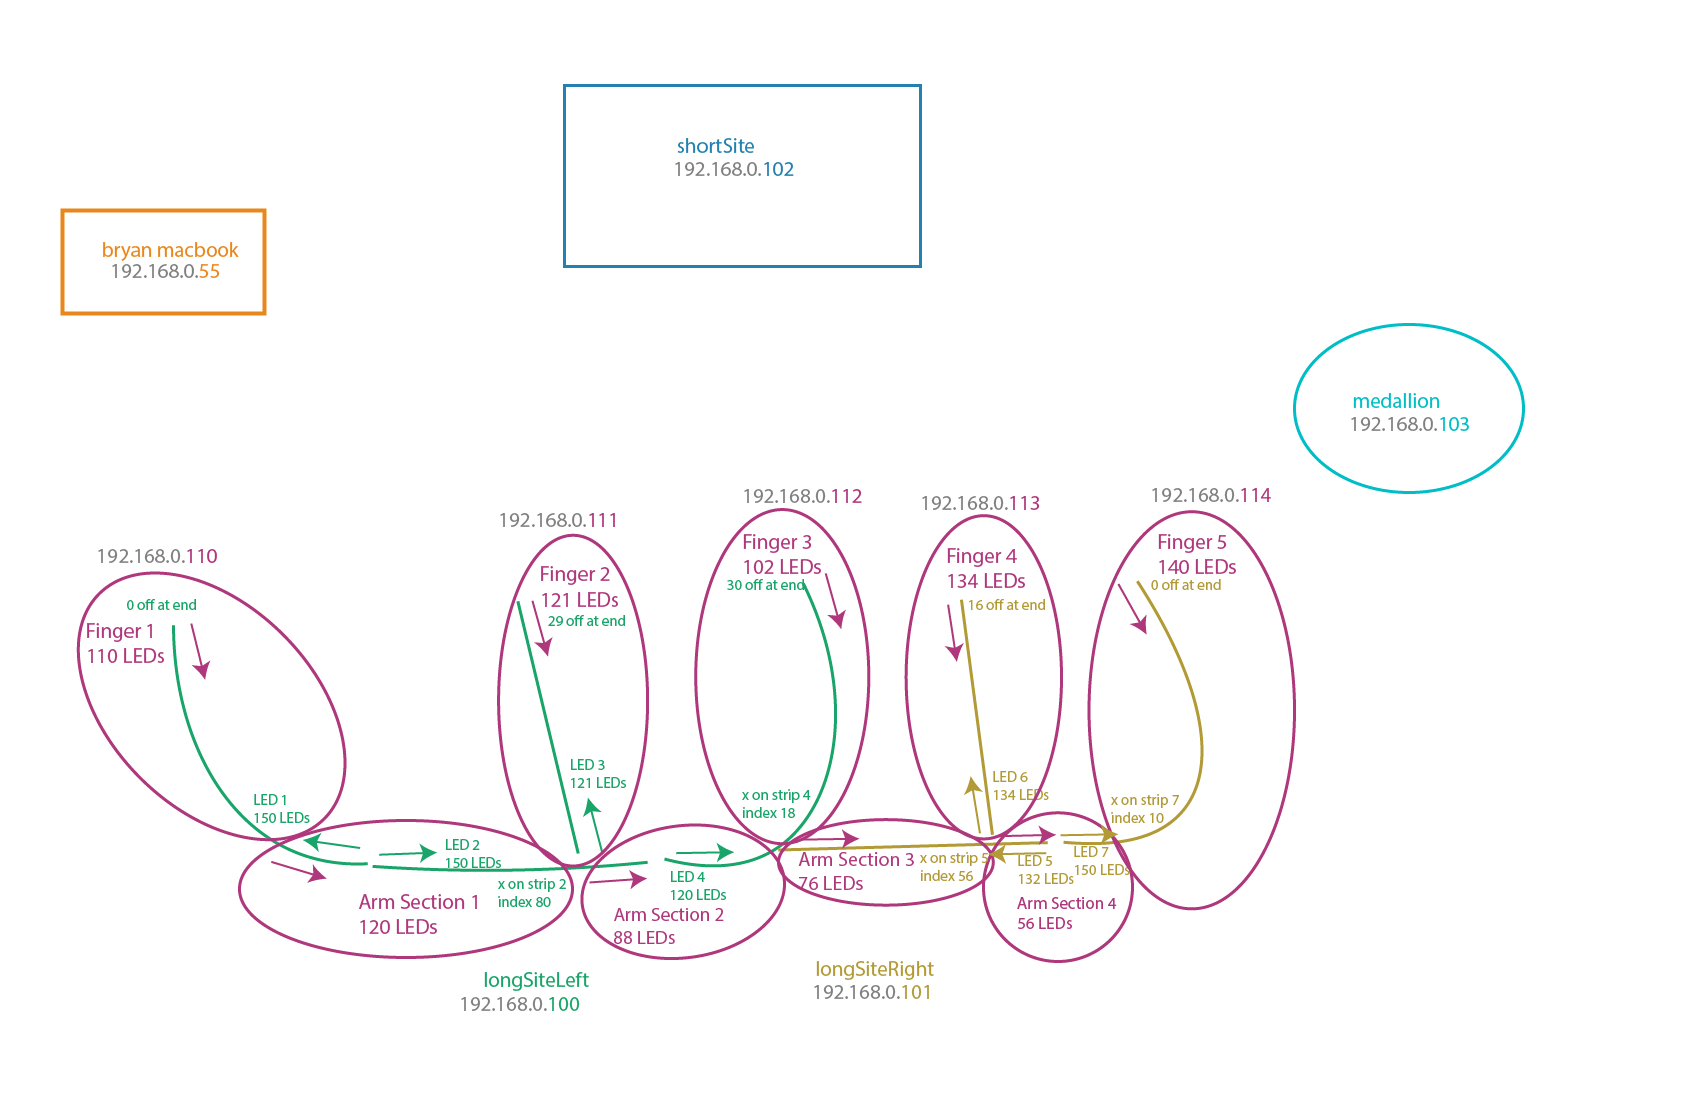 shortSite
192.168.0.102
bryan macbook
192.168.0.55
medallion
192.168.0.103
192.168.0.110
0 off at end
Finger 1
110 LEDs
LED 1
150 LEDs
192.168.0.111
Finger 2
121 LEDs
29 off at end
LED 3
121 LEDs
192.168.0.112
Finger 3
102 LEDs
30 off at end
x on strip 4
index 18
192.168.0.113
Finger 4
134 LEDs
16 off at end
LED 6
134 LEDs
192.168.0.114
Finger 5
140 LEDs
0 off at end
x on strip 7
index 10
LED 2
150 LEDs
x on strip 2
index 80
Arm Section 1
120 LEDs
LED 4
120 LEDs
Arm Section 2
88 LEDs
Arm Section 3
76 LEDs
x on strip 5
index 56
LED 5
132 LEDs
LED 7
150 LEDs
Arm Section 4
56 LEDs
longSiteLeft
192.168.0.100
longSiteRight
192.168.0.101